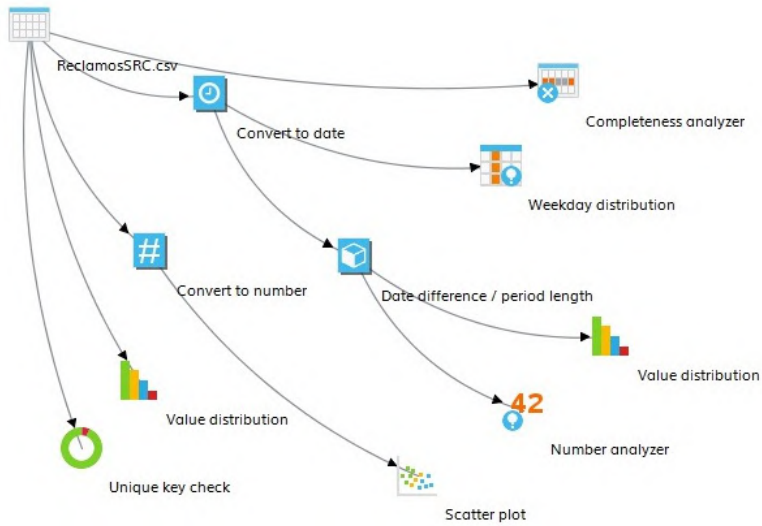 ReclamosSRC.csv
Completeness analyzer
Convert to date
Weekday distribution
#
Convert to number
Date difference / period length
Value distribution
42
Value distribution
Number analyzer
Unique key check
Scatter plot